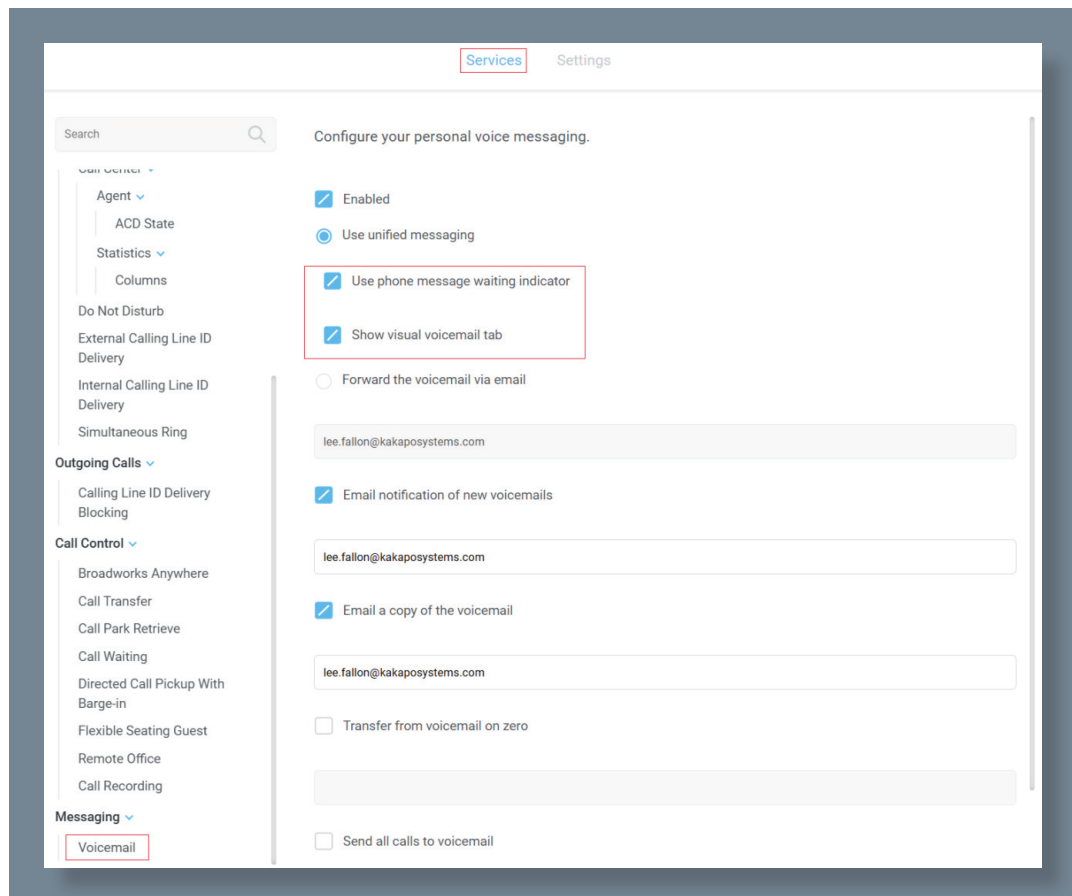 Services Settings
Search
Configure your personal voice messaging.
Call Center
Agent
ACD State
Statistics
Columns
Do Not Disturb
External Calling Line ID
Delivery
Internal Calling Line ID
Delivery
Simultaneous Ring
Outgoing Calls
Calling Line ID Delivery
Blocking
Call Control
Broadworks Anywhere
Call Transfer
Call Park Retrieve
Call Waiting
Directed Call Pickup With
Barge-in
Flexible Seating Guest
Remote Office
Call Recording
Messaging
Voicemail
Enabled
Use unified messaging
Use phone message waiting indicator
Show visual voicemail tab
Forward the voicemail via email
lee.fallon@kakaposystems.com
Email notification of new voicemails
lee.fallon@kakaposystems.com
Email a copy of the voicemail
lee.fallon@kakaposystems.com
Transfer from voicemail on zero
Send all calls to voicemail